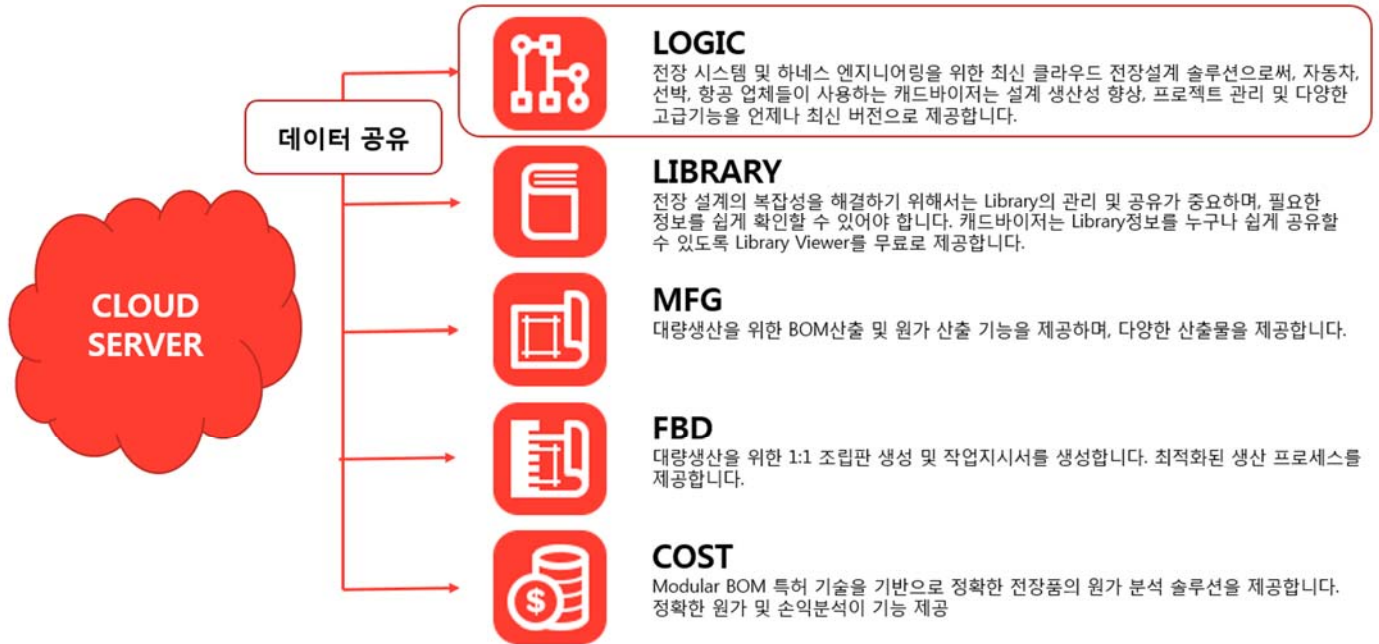 LOGIC
전장 시스템 및 하네스 엔지니어링을 위한 최신 클라우드 전장설계 솔루션으로써, 자동차,
선박, 항공 업체들이 사용하는 캐드바이저는 설계 생산성 향상, 프로젝트 관리 및 다양한
고급기능을 언제나 최신 버전으로 제공합니다.
데이터 공유
LIBRARY
전장 설계의 복잡성을 해결하기 위해서는 Library의 관리 및 공유가 중요하며, 필요한
정보를 쉽게 확인할 수 있어야 합니다. 캐드바이저는 Library정보를 누구나 쉽게 공유할
수 있도록 Library Viewer를 무료로 제공합니다.
CLOUD
SERVER
MFG
대량생산을 위한 BOM산출 및 원가 산출 기능을 제공하며, 다양한 산출물을 제공합니다.
FBD
대량생산을 위한 1:1 조립판 생성 및 작업지시서를 생성합니다. 최적화된 생산 프로세스를
제공합니다.
COST
Modular BOM 특허 기술을 기반으로 정확한 전장품의 원가 분석 솔루션을 제공합니다.
정확한 원가 및 손익분석이 기능 제공
$